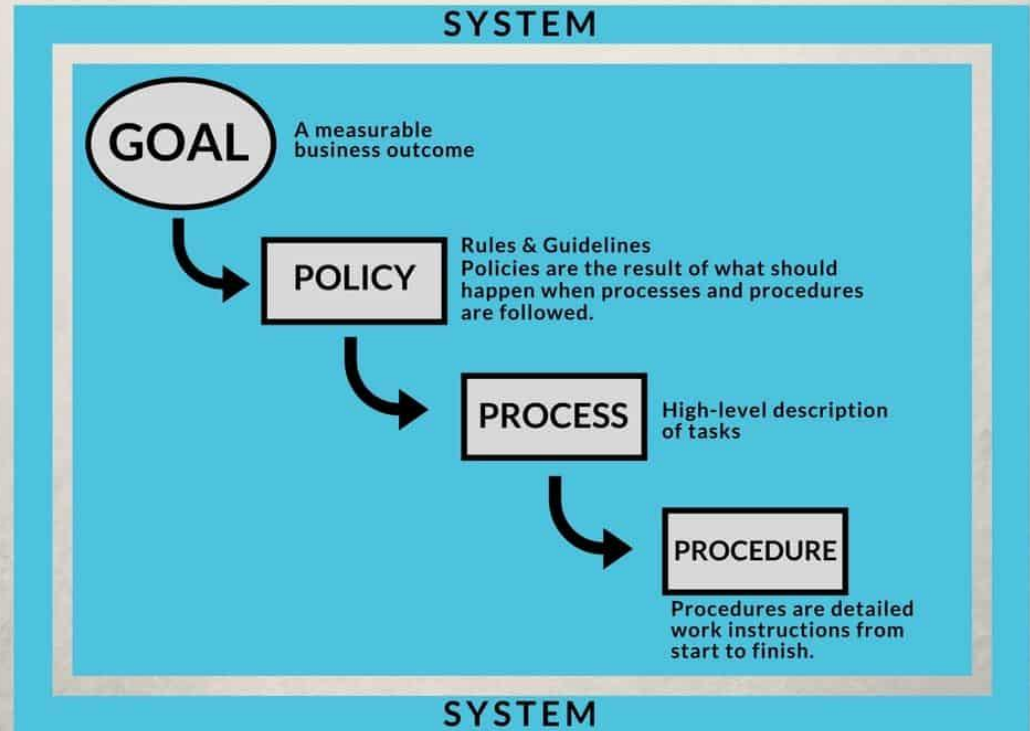 SYSTEM
GOAL
A measurable
business outcome
POLICY
Rules & Guidelines
Policies are the result of what should
happen when processes and procedures
are followed.
PROCESS
High-level description
of tasks
PROCEDURE
Procedures are detailed
work instructions from
start to finish.
SYSTEM